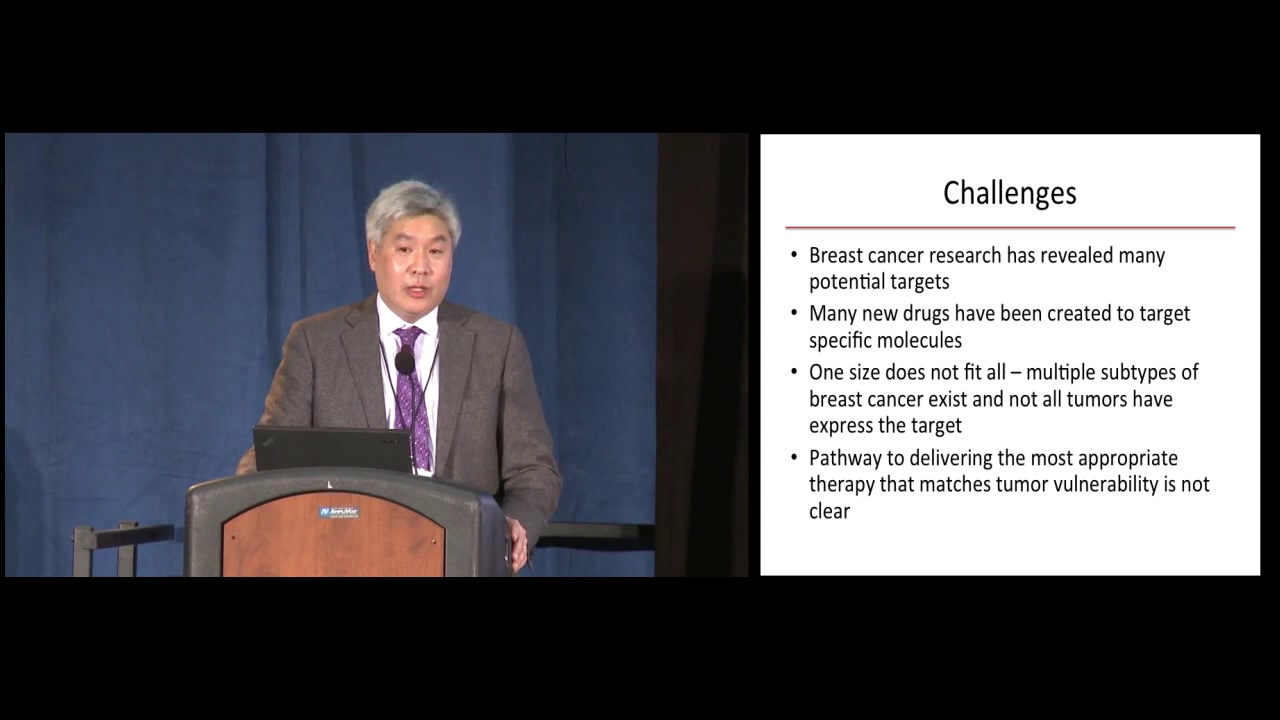 Challenges
• Breast cancer research has revealed many
potential targets
• Many new drugs have been created to target
specific molecules
• One size does not fit all – multiple subtypes of
breast cancer exist and not all tumors have
express the target
• Pathway to delivering the most appropriate
therapy that matches tumor vulnerability is not
clear